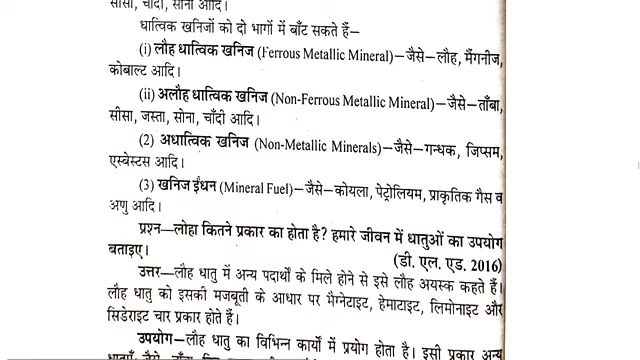 सीसा, चाँदी, सोना आदि।
धात्विक खनिजों को दो भागों में बाँट सकते हैं–
(i) लौह धात्विक खनिज (Ferrous Metallic Mineral)–जैसे–लौह, मैंगनीज,
कोबाल्ट आदि।
(ii) अलौह धात्विक खनिज (Non-Ferrous Metallic Mineral)–जैसे–ताँबा,
सीसा, जस्ता, सोना, चाँदी आदि।
(2) अधात्विक खनिज (Non-Metallic Minerals)–जैसे–गन्धक, जिप्सम,
एस्बेस्टस आदि।
(3) खनिज ईंधन (Mineral Fuel)–जैसे–कोयला, पेट्रोलियम, प्राकृतिक गैस व
अणु आदि।
प्रश्न–लोहा कितने प्रकार का होता है? हमारे जीवन में धातुओं का उपयोग
बताइए। (डी. एल. एड. 2016)
उत्तर–लौह धातु में अन्य पदार्थों के मिले होने से इसे लौह अयस्क कहते हैं।
लौह धातु को इसकी मजबूती के आधार पर मैग्नेटाइट, हेमाटाइट, लिमोनाइट और
सिडेराइट चार प्रकार होते हैं।
उपयोग–लौह धातु का विभिन्न कार्यों में प्रयोग होता है। इसी प्रकार अन्य